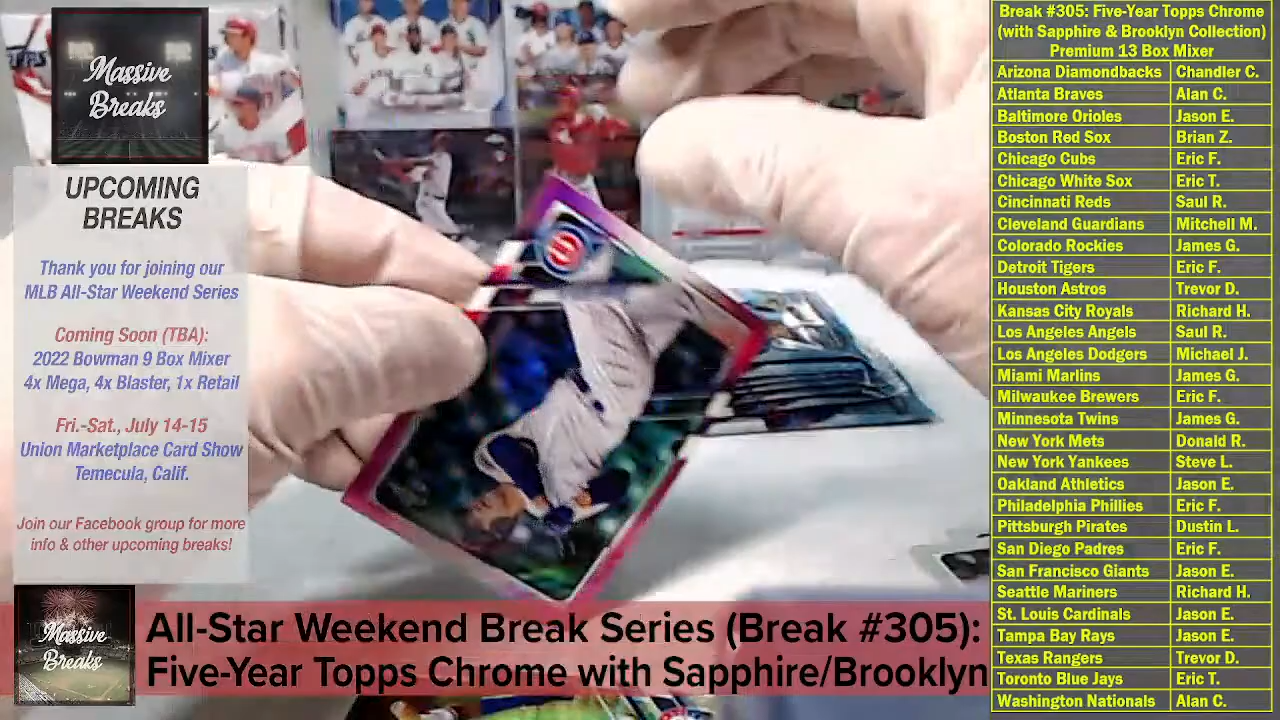 Massive
Breaks
UPCOMING
BREAKS
Thank you for joining our
MLB All-Star Weekend Series
Coming Soon (TBA):
2022 Bowman 9 Box Mixer
4x Mega, 4x Blaster, 1x Retail
Fri.-Sat., July 14-15
Union Marketplace Card Show
Temecula, Calif.
Join our Facebook group for more
info & other upcoming breaks!
Massive
Breaks
All-Star Weekend Break Series (Break #305):
Five-Year Topps Chrome with Sapphire/Brooklyn
Break #305: Five-Year Topps Chrome
(with Sapphire & Brooklyn Collection)
Premium 13 Box Mixer
Arizona Diamondbacks Chandler C.
Atlanta Braves Alan C.
Baltimore Orioles Jason E.
Boston Red Sox Brian Z.
Chicago Cubs Eric F.
Chicago White Sox Eric T.
Cincinnati Reds Saul R.
Cleveland Guardians Mitchell M.
Colorado Rockies James G.
Detroit Tigers Eric F.
Houston Astros Trevor D.
Kansas City Royals Richard H.
Los Angeles Angels Saul R.
Los Angeles Dodgers Michael J.
Miami Marlins James G.
Milwaukee Brewers Eric F.
Minnesota Twins James G.
New York Mets Donald R.
New York Yankees Steve L.
Oakland Athletics Jason E.
Philadelphia Phillies Eric F.
Pittsburgh Pirates Dustin L.
San Diego Padres Eric F.
San Francisco Giants Jason E.
Seattle Mariners Richard H.
St. Louis Cardinals Jason E.
Tampa Bay Rays Jason E.
Texas Rangers Trevor D.
Toronto Blue Jays Eric T.
Washington Nationals Alan C.